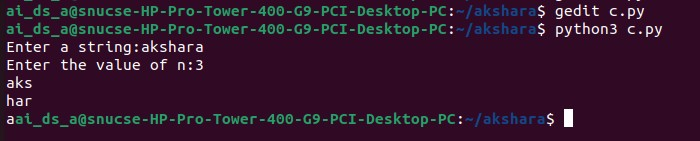 ai_ds_a@snucse-HP-Pro-Tower-400-G9-PCI-Desktop-PC:~/akshara$ gedit c.py
ai_ds_a@snucse-HP-Pro-Tower-400-G9-PCI-Desktop-PC:~/akshara$ python3 c.py
Enter a string:akshara
Enter the value of n:3
aks
har
aai_ds_a@snucse-HP-Pro-Tower-400-G9-PCI-Desktop-PC:~/akshara$